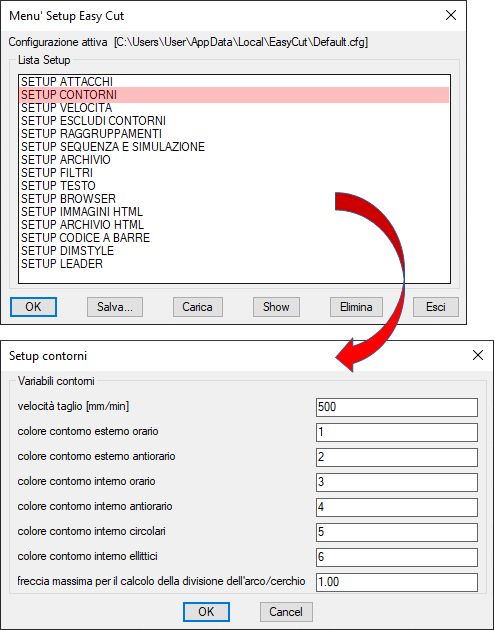 Menu' Setup Easy Cut
Configurazione attiva [C:\Users\User\AppData\Local\EasyCut\Default.cfg]
Lista Setup
SETUP ATTACCHI
SETUP CONTORNI
SETUP VELOCITA
SETUP ESCLUDI CONTORNI
SETUP RAGGRUPPAMENTI
SETUP SEQUENZA E SIMULAZIONE
SETUP ARCHIVIO
SETUP FILTRI
SETUP TESTO
SETUP BROWSER
SETUP IMMAGINI HTML
SETUP ARCHIVIO HTML
SETUP CODICE A BARRE
SETUP DIMSTYLE
SETUP LEADER
OK Salva... Carica Show Elimina Esci
Setup contorni
Variabili contorni
velocità taglio [mm/min] 500
colore contorno esterno orario 1
colore contorno esterno antiorario 2
colore contorno interno orario 3
colore contorno interno antiorario 4
colore contorno interno circolari 5
colore contorno interno ellittici 6
freccia massima per il calcolo della divisione dell'arco/cerchio 1.00
OK Cancel